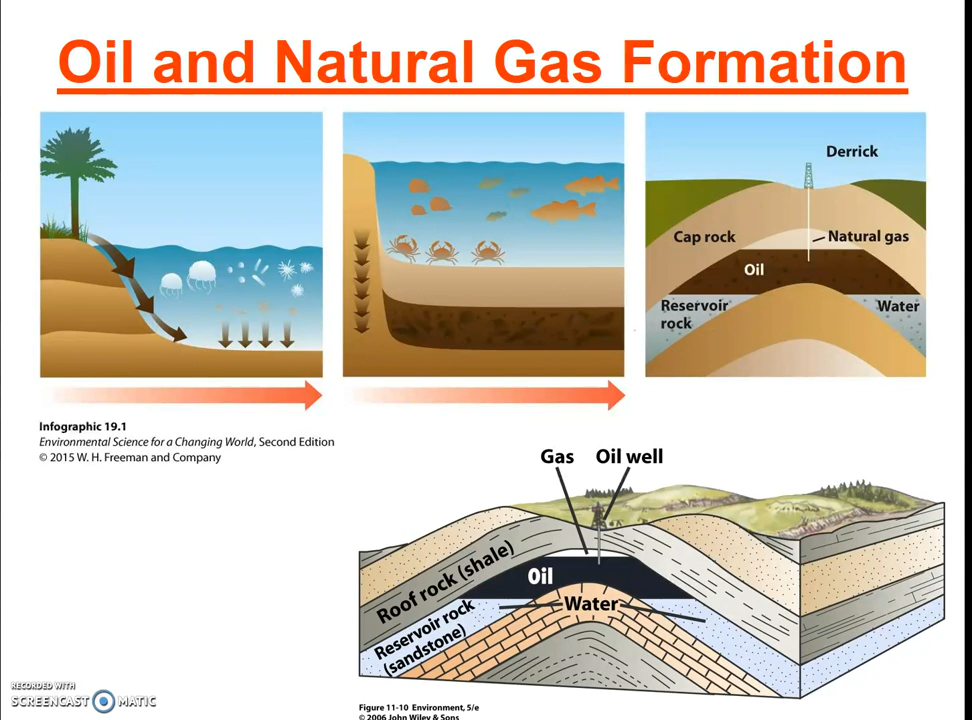 Oil and Natural Gas Formation
Derrick
Cap rock
Natural gas
Oil
Reservoir
rock
Water
Infographic 19.1
Environmental Science for a Changing World, Second Edition
© 2015 W. H. Freeman and Company
Gas
Oil well
Roof rock (shale)
Oil
Water
Reservoir rock
(sandstone)
RECORDED WITH
SCREENCAST MATIC
Figure 11-10 Environment, 5/e
© 2006 John Wiley & Sons